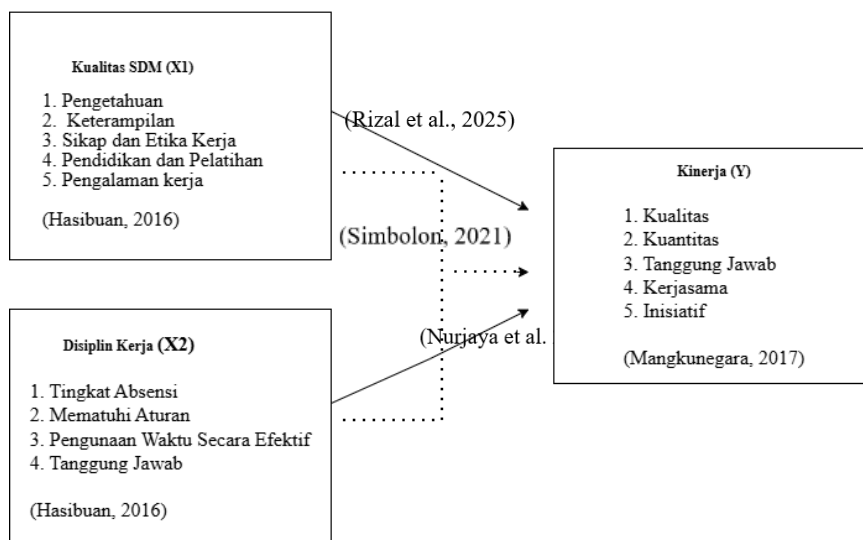 Kualitas SDM (X1)
1. Pengetahuan
2. Keterampilan
3. Sikap dan Etika Kerja
4. Pendidikan dan Pelatihan
5. Pengalaman kerja
(Hasibuan, 2016)
(Rizal et al., 2025)
(Simbolon, 2021)
(Nurjaya et al.
Disiplin Kerja (X2)
1. Tingkat Absensi
2. Mematuhi Aturan
3. Pengunaan Waktu Secara Efektif
4. Tanggung Jawab
(Hasibuan, 2016)
Kinerja (Y)
1. Kualitas
2. Kuantitas
3. Tanggung Jawab
4. Kerjasama
5. Inisiatif
(Mangkunegara, 2017)